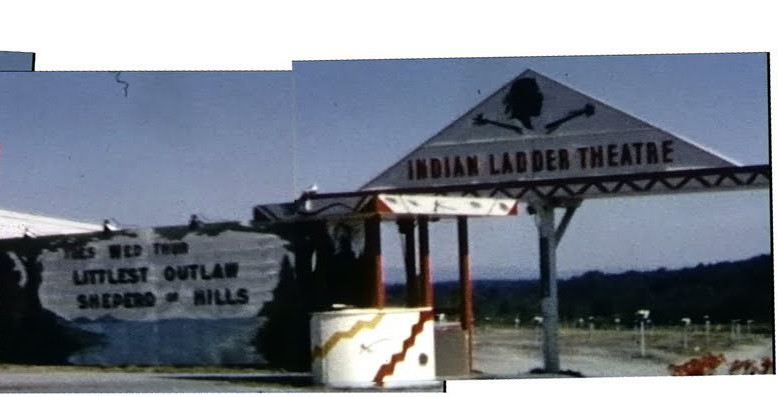 INDIAN LADDER THEATRE
TUES WED THUR
LITTLEST OUTLAW
SHEPERD OF HILLS